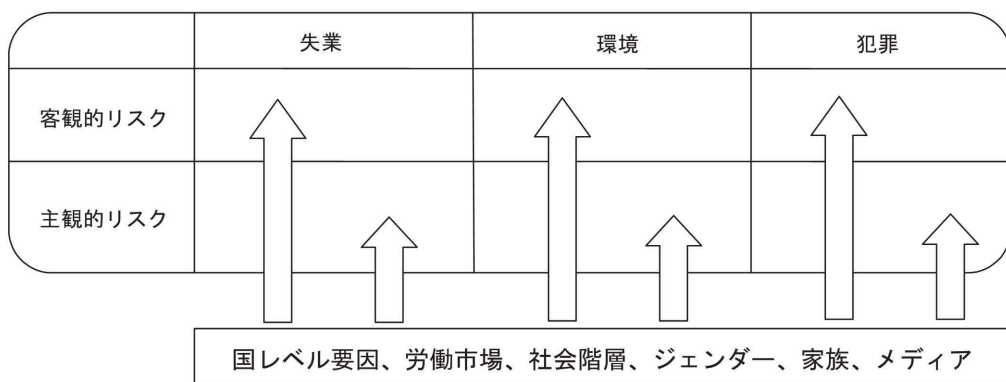 失業 環境 犯罪
客観的リスク
主観的リスク
国レベル要因、労働市場、社会階層、ジェンダー、家族、メディア